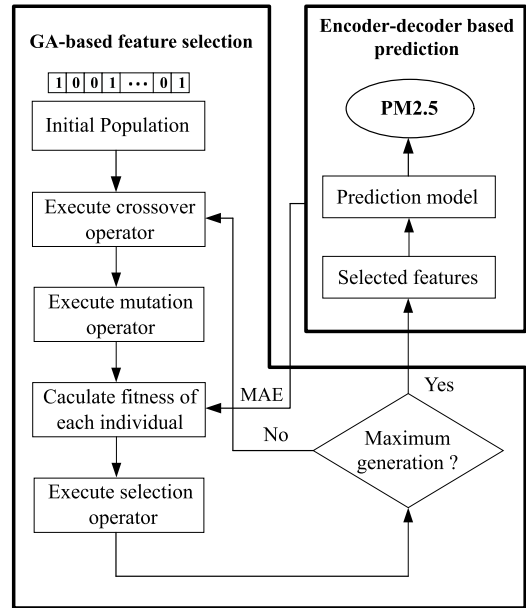 GA-based feature selection
1 0 0 1 ··· 0 1
Initial Population
Execute crossover
operator
Execute mutation
operator
Caculate fitness of
each individual
Execute selection
operator
Encoder-decoder based
prediction
PM2.5
Prediction model
Selected features
MAE
Yes
No
Maximum
generation ?